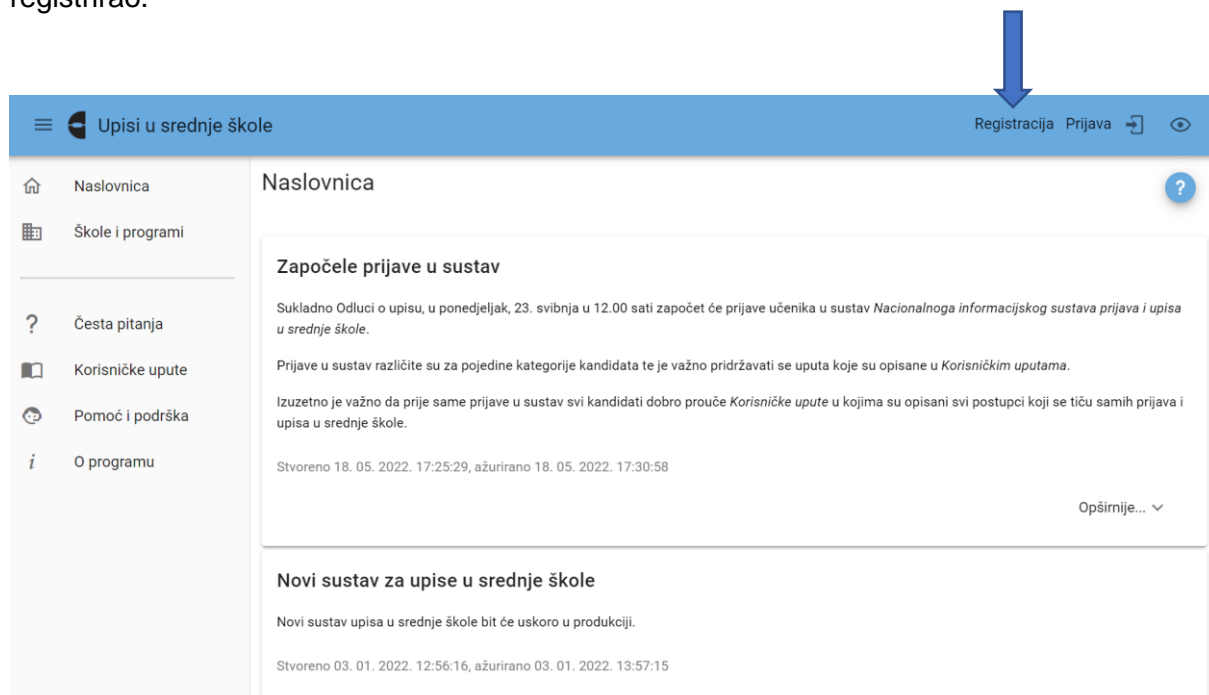 Upisi u srednje škole
Registracija Prijava
Naslovnica
Škole i programi
?
Česta pitanja
Korisničke upute
Pomoć i podrška
i
O programu
Naslovnica
?
Započele prijave u sustav
Sukladno Odluci o upisu, u ponedjeljak, 23. svibnja u 12.00 sati započet će prijave učenika u sustav Nacionalnoga informacijskog sustava prijava i upisa
u srednje škole.
Prijave u sustav različite su za pojedine kategorije kandidata te je važno pridržavati se uputa koje su opisane u Korisničkim uputama.
Izuzetno je važno da prije same prijave u sustav svi kandidati dobro prouče Korisničke upute u kojima su opisani svi postupci koji se tiču samih prijava i
upisa u srednje škole.
Stvoreno 18. 05. 2022. 17:25:29, ažurirano 18. 05. 2022. 17:30:58
Opširnije...
Novi sustav za upise u srednje škole
Novi sustav upisa u srednje škole bit će uskoro u produkciji.
Stvoreno 03. 01. 2022. 12:56:16, ažurirano 03. 01. 2022. 13:57:15